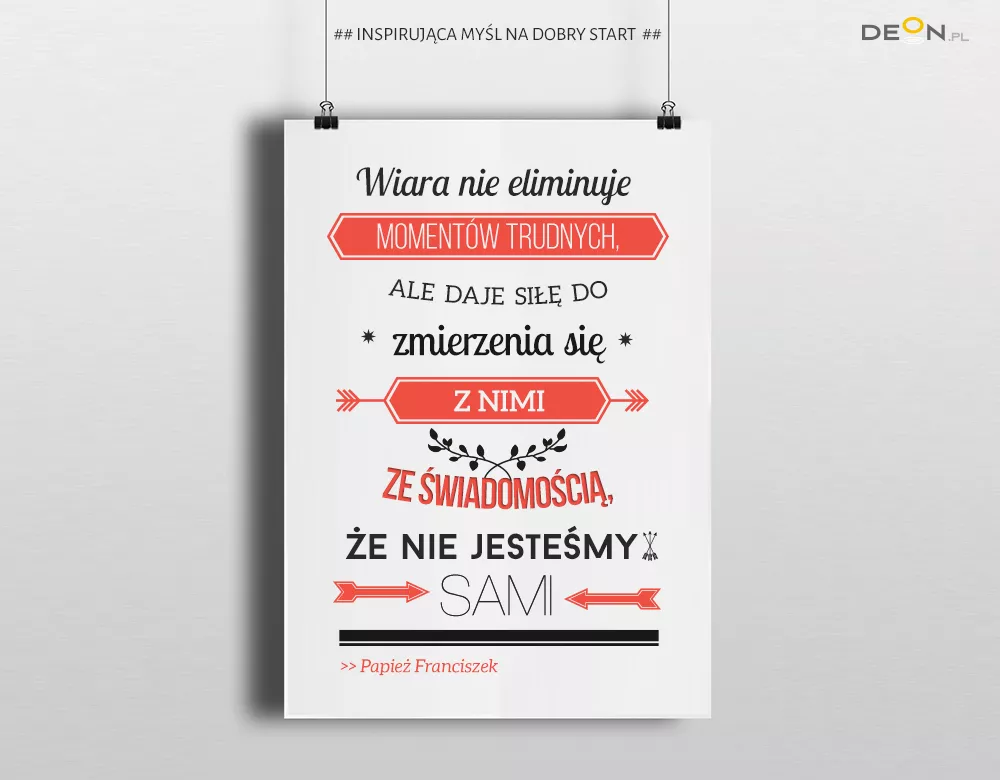 ## INSPIRUJĄCA MYŚL NA DOBRY START ##
DEON.PL
Wiara nie eliminuje
MOMENTÓW TRUDNYCH,
ALE DAJE SIŁĘ DO
* zmierzenia się *
Z NIMI
ZE ŚWIADOMOŚCIĄ,
ŻE NIE JESTEŚMY
SAMI
>> Papież Franciszek